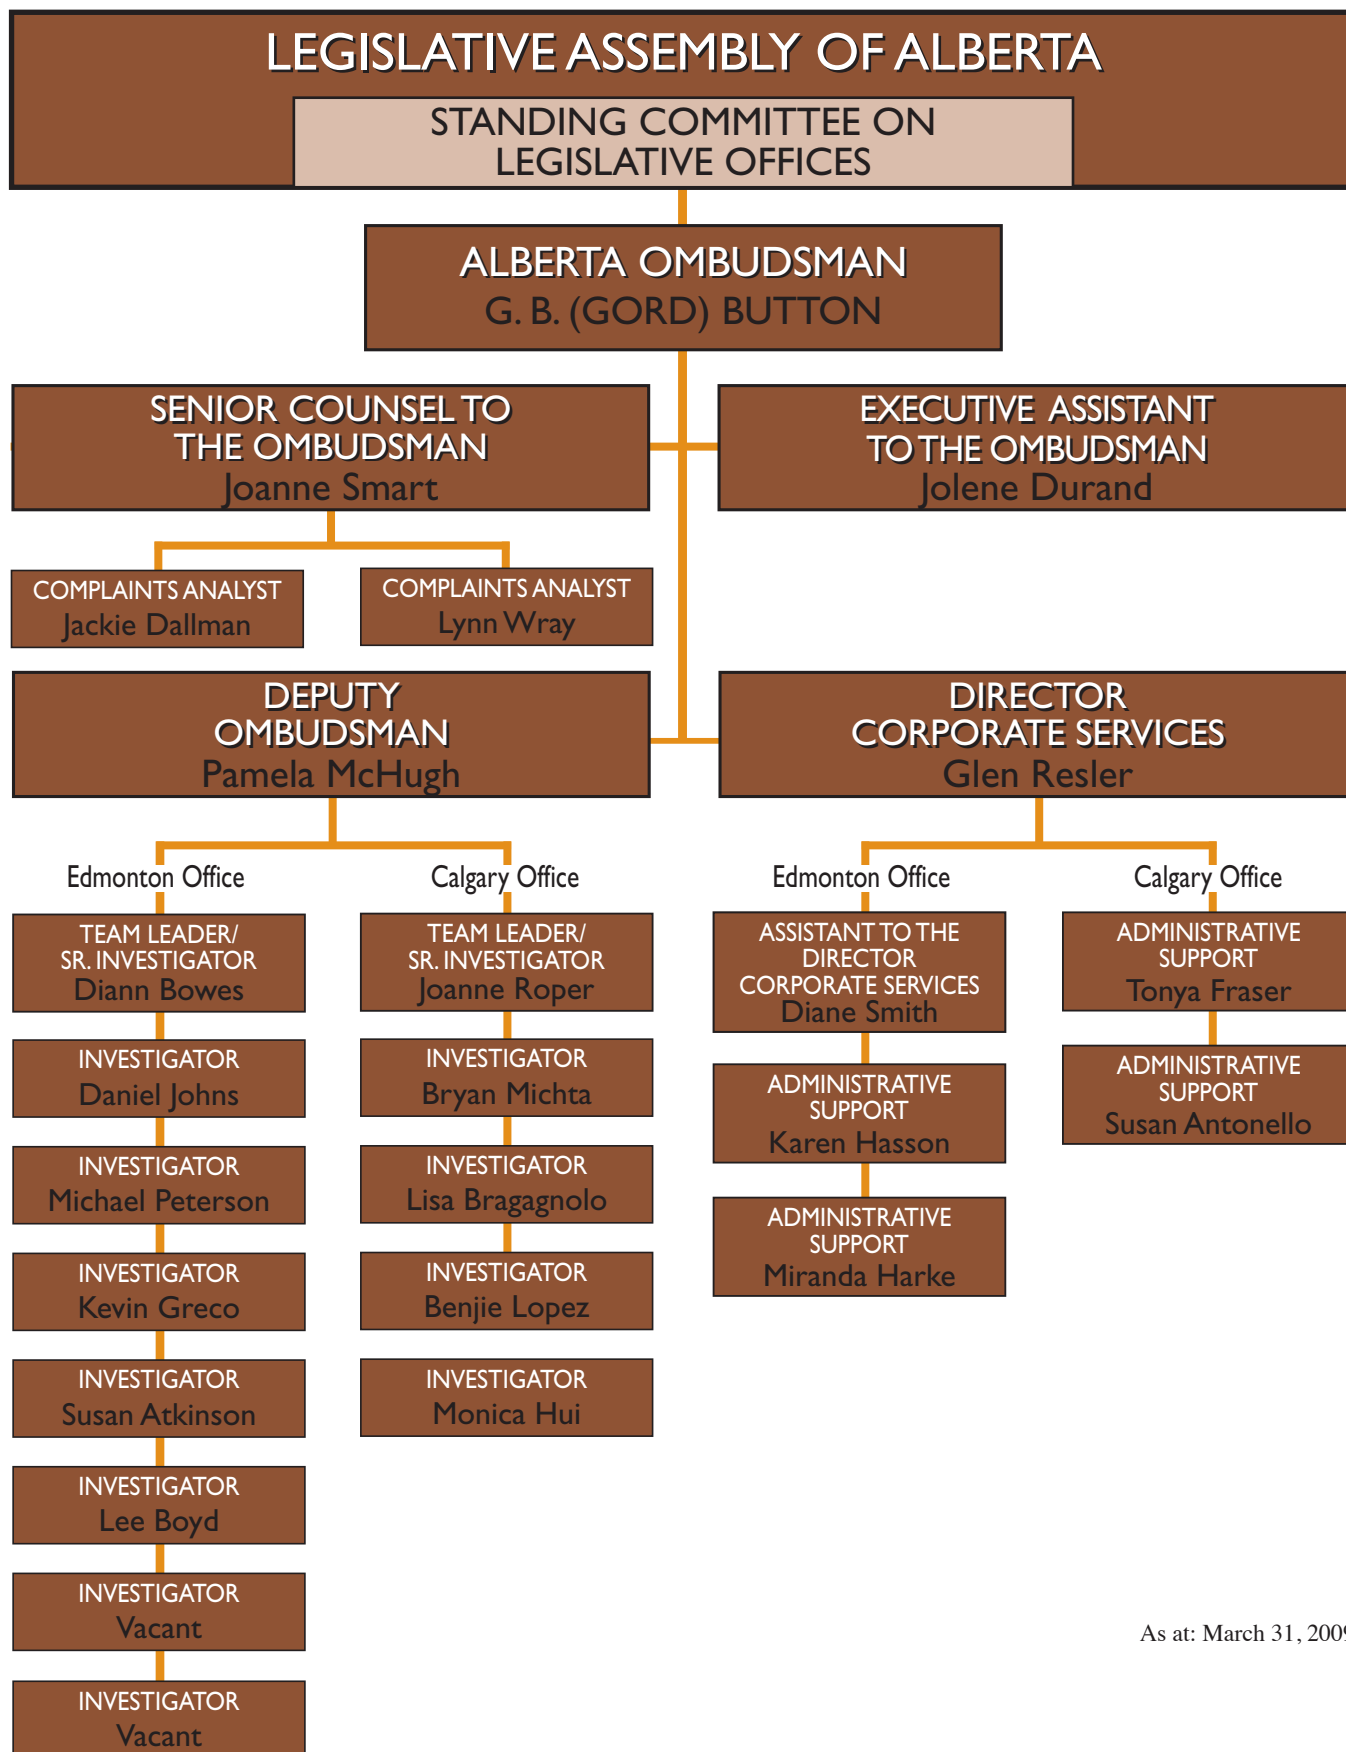 LEGISLATIVE ASSEMBLY OF ALBERTA
STANDING COMMITTEE ON
LEGISLATIVE OFFICES
ALBERTA OMBUDSMAN
G. B. (GORD) BUTTON
SENIOR COUNSEL TO
THE OMBUDSMAN
Joanne Smart
EXECUTIVE ASSISTANT
TO THE OMBUDSMAN
Jolene Durand
COMPLAINTS ANALYST
Jackie Dallman
COMPLAINTS ANALYST
Lynn Wray
DEPUTY
OMBUDSMAN
Pamela McHugh
DIRECTOR
CORPORATE SERVICES
Glen Resler
Edmonton Office
TEAM LEADER/
SR. INVESTIGATOR
Diann Bowes
INVESTIGATOR
Daniel Johns
INVESTIGATOR
Michael Peterson
INVESTIGATOR
Kevin Greco
INVESTIGATOR
Susan Atkinson
INVESTIGATOR
Lee Boyd
INVESTIGATOR
Vacant
INVESTIGATOR
Vacant
Calgary Office
TEAM LEADER/
SR. INVESTIGATOR
Joanne Roper
INVESTIGATOR
Bryan Michta
INVESTIGATOR
Lisa Bragagnolo
INVESTIGATOR
Benjie Lopez
INVESTIGATOR
Monica Hui
Edmonton Office
ASSISTANT TO THE
DIRECTOR
CORPORATE SERVICES
Diane Smith
ADMINISTRATIVE
SUPPORT
Karen Hasson
ADMINISTRATIVE
SUPPORT
Miranda Harke
Calgary Office
ADMINISTRATIVE
SUPPORT
Tonya Fraser
ADMINISTRATIVE
SUPPORT
Susan Antonello
As at: March 31, 2009